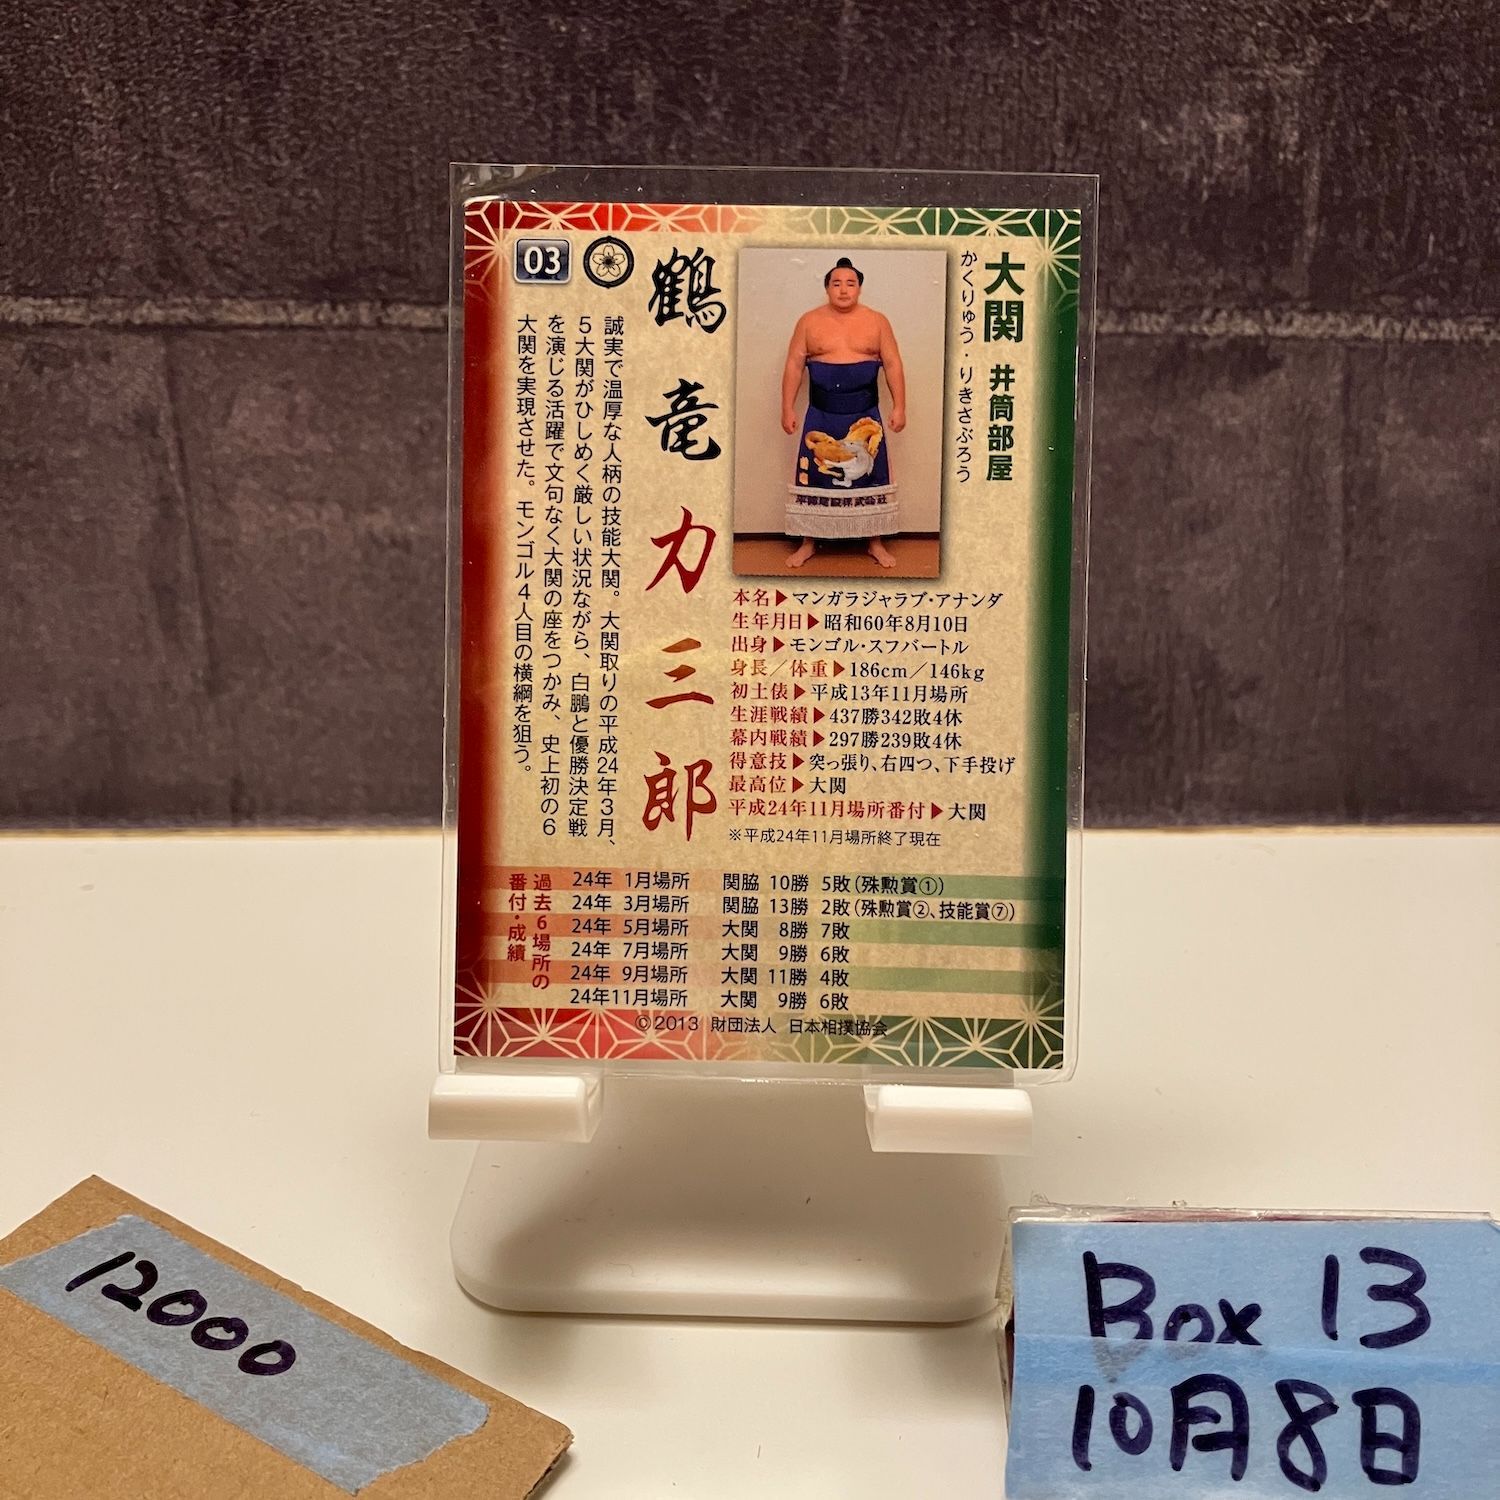 03
大関 井筒部屋
かくりゅう・りきさぶろう
鶴竜力三郎
誠実で温厚な人柄の技能大関。大関取りの平成24年3月、
5大関がひしめく厳しい状況ながら、白鵬と優勝決定戦
を演じる活躍で文句なく大関の座をつかみ、史上初の6
大関を実現させた。モンゴル4人目の横綱を狙う。
本名▶マンガラジャラブ・アナンダ
生年月日▶昭和60年8月10日
出身▶モンゴル・スフバートル
身長／体重▶186cm／146kg
初土俵▶平成13年11月場所
生涯戦績▶437勝342敗4休
幕内戦績▶297勝239敗4休
得意技▶突っ張り、右四つ、下手投げ
最高位▶大関
平成24年11月場所番付▶大関
※平成24年11月場所終了現在
過去6場所の
番付・成績
24年 1月場所 関脇 10勝 5敗(殊勲賞①)
24年 3月場所 関脇 13勝 2敗(殊勲賞②、技能賞⑦)
24年 5月場所 大関 8勝 7敗
24年 7月場所 大関 9勝 6敗
24年 9月場所 大関 11勝 4敗
24年11月場所 大関 9勝 6敗
©2013 財団法人 日本相撲協会
12000
Box 13
10月8日